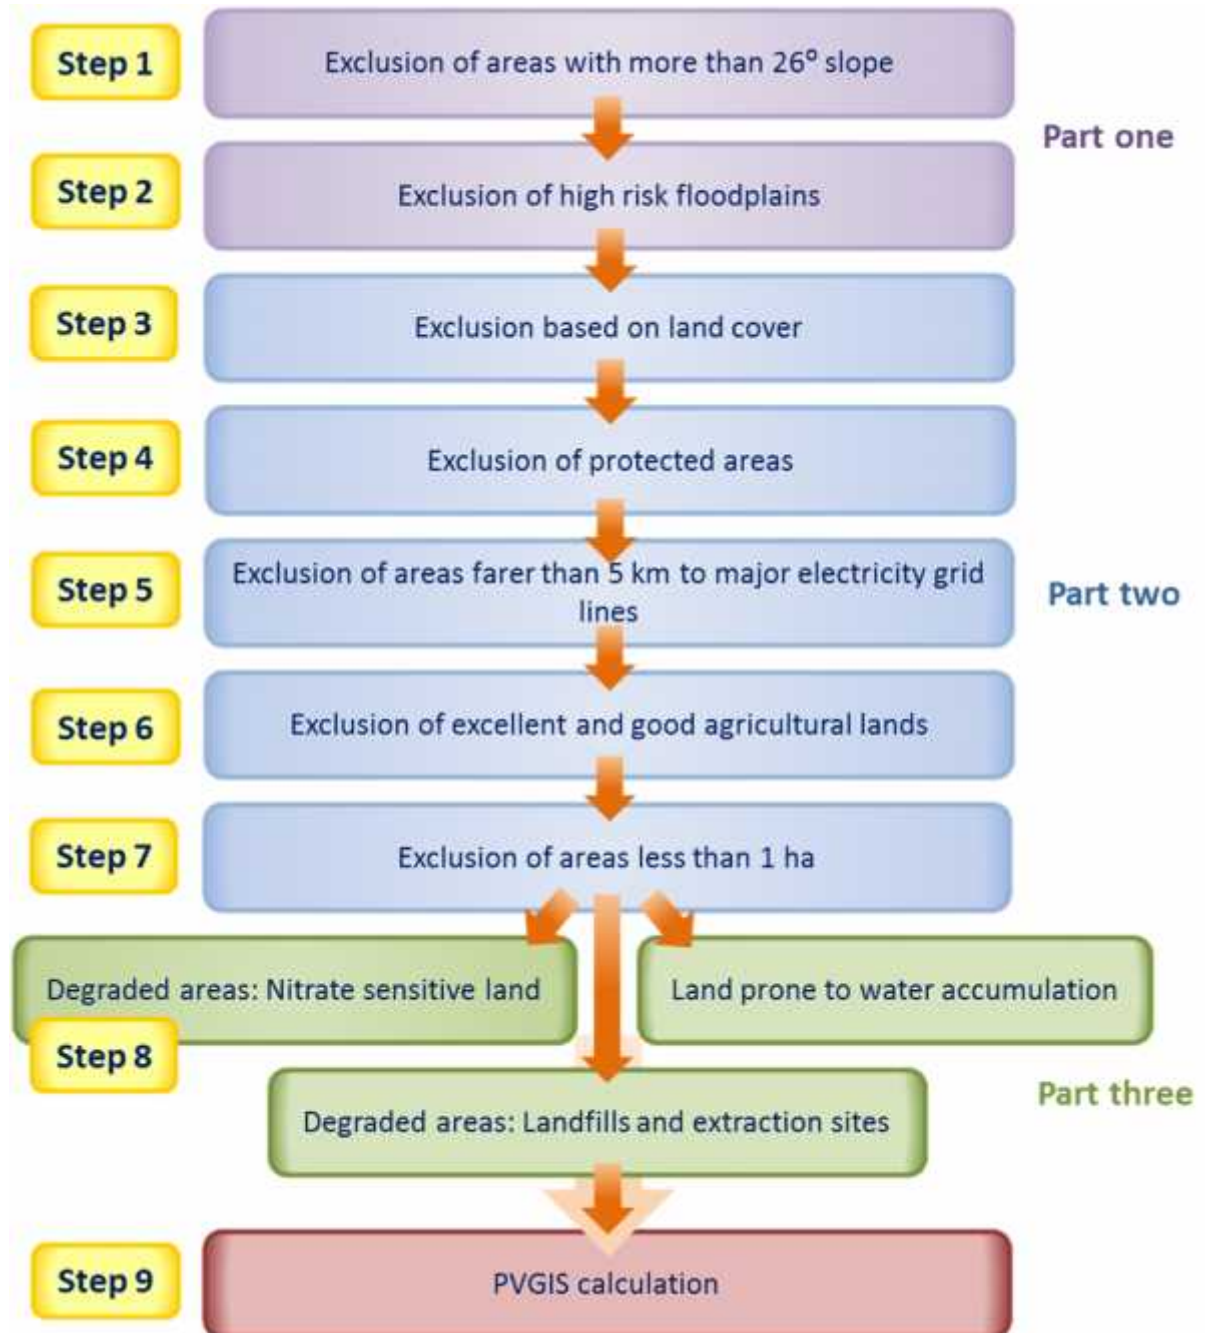 Step 1
Exclusion of areas with more than 26° slope
Part one
Step 2
Exclusion of high risk floodplains
Step 3
Exclusion based on land cover
Step 4
Exclusion of protected areas
Step 5
Exclusion of areas farer than 5 km to major electricity grid
lines
Part two
Step 6
Exclusion of excellent and good agricultural lands
Step 7
Exclusion of areas less than 1 ha
Degraded areas: Nitrate sensitive land
Land prone to water accumulation
Step 8
Degraded areas: Landfills and extraction sites
Part three
Step 9
PVGIS calculation